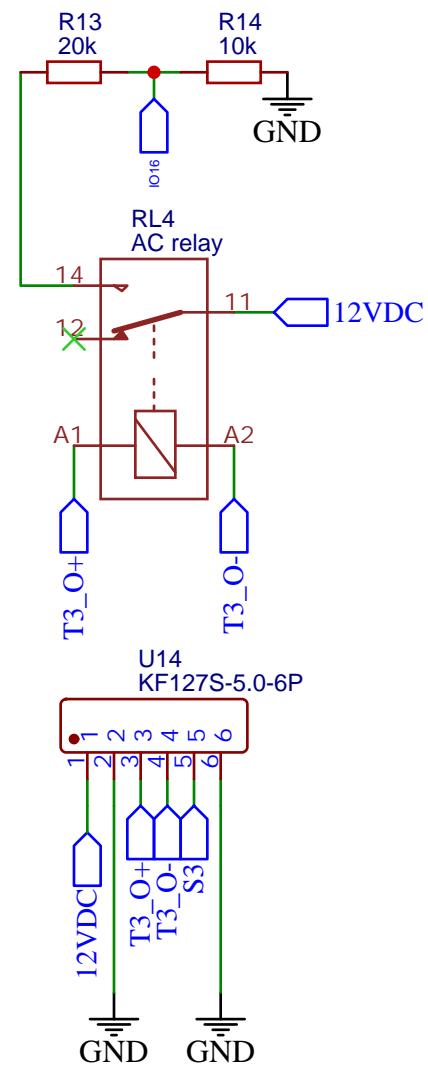 R13
20k
R14
10k
GND
IO16
RL4
AC relay
14
11
12VDC
12
A1
A2
T3_O+
T3_O-
U14
KF127S-5.0-6P
1 2 3 4 5 6
1 2 3 4 5 6
12VDC
T3_O+
T3_O-
S3
GND
GND